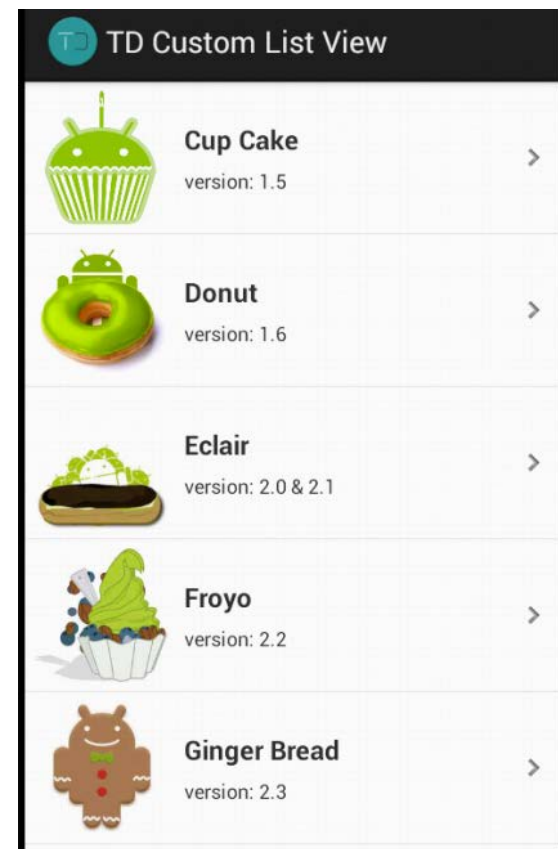 TD TD Custom List View
Cup Cake
version: 1.5
Donut
version: 1.6
Eclair
version: 2.0 & 2.1
Froyo
version: 2.2
Ginger Bread
version: 2.3